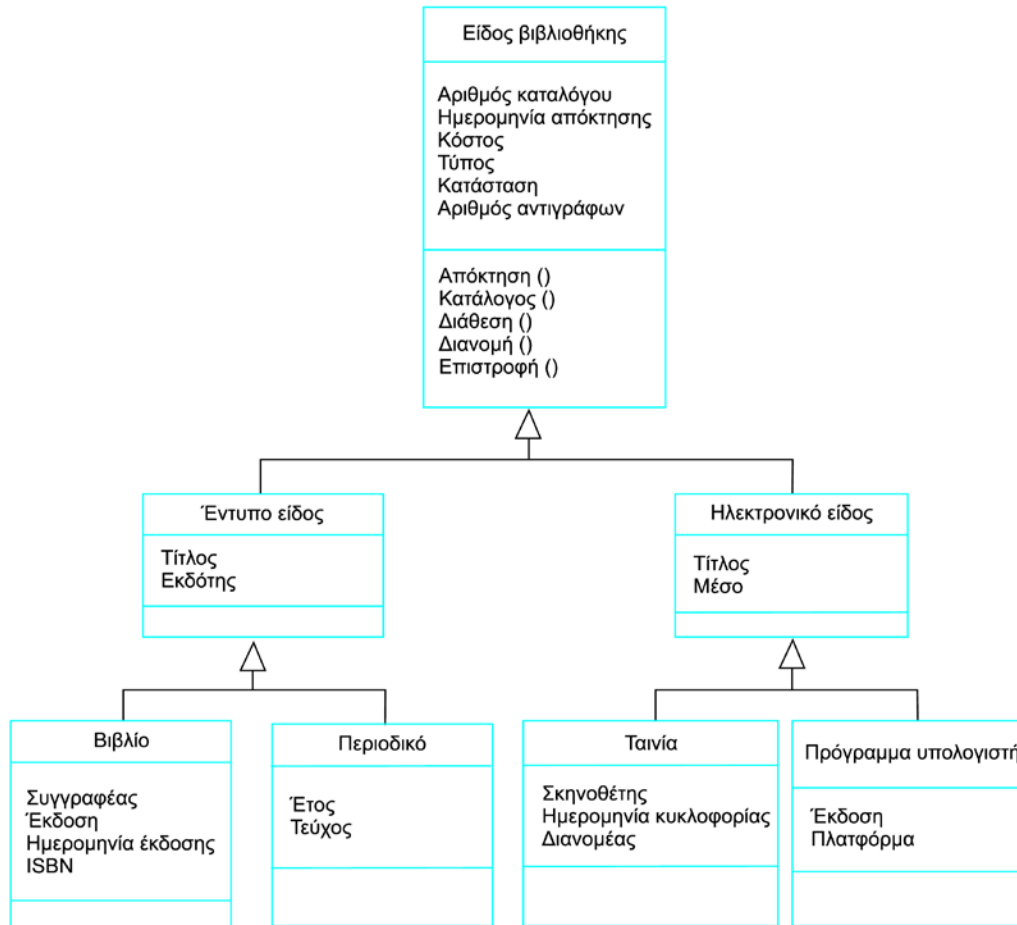 Είδος βιβλιοθήκης
Αριθμός καταλόγου
Ημερομηνία απόκτησης
Κόστος
Τύπος
Κατάσταση
Αριθμός αντιγράφων
Απόκτηση ()
Κατάλογος ()
Διάθεση ()
Διανομή ()
Επιστροφή ()
Έντυπο είδος
Τίτλος
Εκδότης
Ηλεκτρονικό είδος
Τίτλος
Μέσο
Βιβλίο
Συγγραφέας
Έκδοση
Ημερομηνία έκδοσης
ISBN
Περιοδικό
Έτος
Τεύχος
Ταινία
Σκηνοθέτης
Ημερομηνία κυκλοφορίας
Διανομέας
Πρόγραμμα υπολογιστή
Έκδοση
Πλατφόρμα